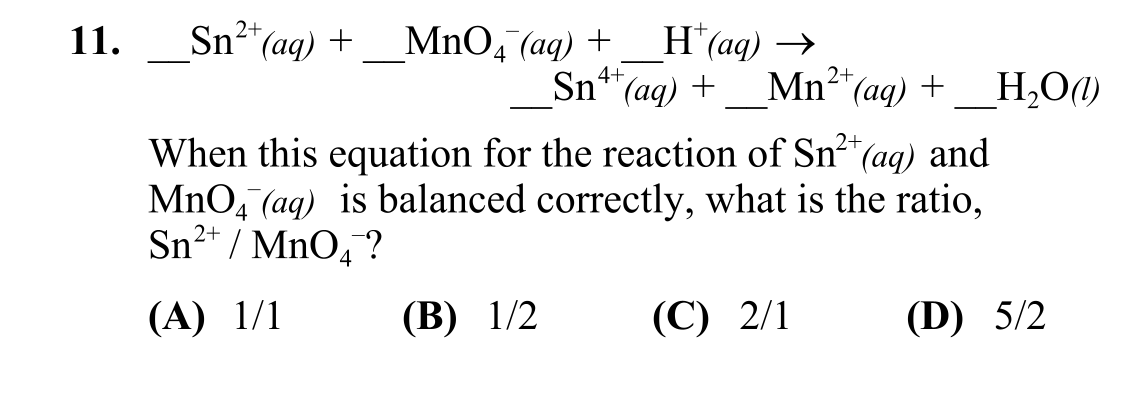 11. __Sn²⁺(aq) + __MnO₄⁻(aq) + __H⁺(aq) →
__Sn⁴⁺(aq) + __Mn²⁺(aq) + __H₂O(l)
When this equation for the reaction of Sn²⁺(aq) and
MnO₄⁻(aq) is balanced correctly, what is the ratio,
Sn²⁺ / MnO₄⁻?
(A) 1/1 (B) 1/2 (C) 2/1 (D) 5/2